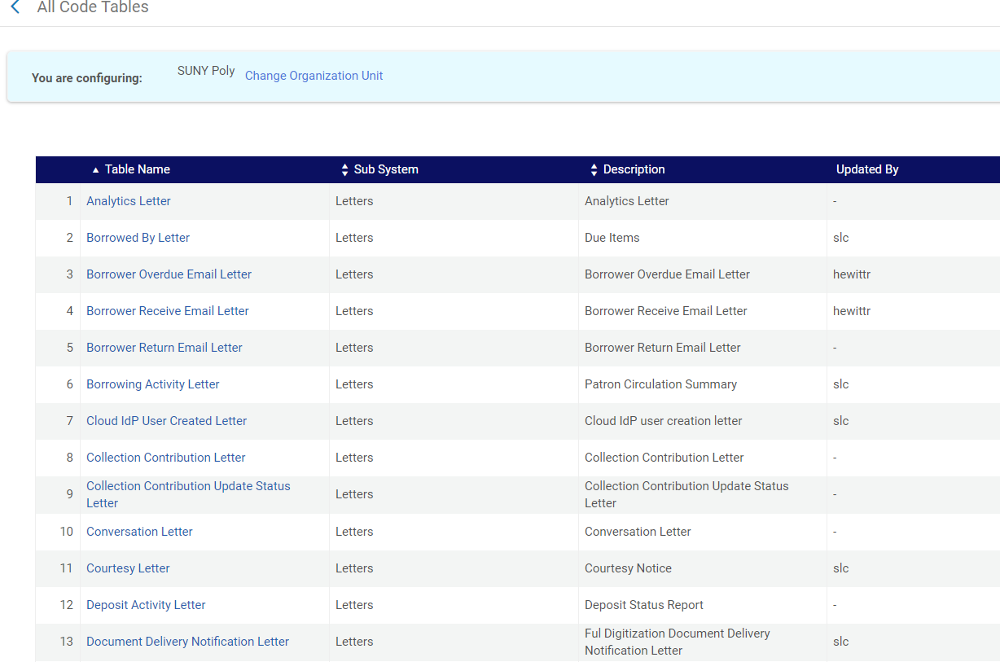 All Code Tables
You are configuring: SUNY Poly Change Organization Unit
Table Name Sub System Description Updated By
1 Analytics Letter Letters Analytics Letter -
2 Borrowed By Letter Letters Due Items slc
3 Borrower Overdue Email Letter Letters Borrower Overdue Email Letter hewittr
4 Borrower Receive Email Letter Letters Borrower Receive Email Letter hewittr
5 Borrower Return Email Letter Letters Borrower Return Email Letter -
6 Borrowing Activity Letter Letters Patron Circulation Summary slc
7 Cloud IdP User Created Letter Letters Cloud IdP user creation letter slc
8 Collection Contribution Letter Letters Collection Contribution Letter -
9 Collection Contribution Update Status Letter Letters Collection Contribution Update Status Letter -
10 Conversation Letter Letters Conversation Letter -
11 Courtesy Letter Letters Courtesy Notice slc
12 Deposit Activity Letter Letters Deposit Status Report -
13 Document Delivery Notification Letter Letters Ful Digitization Document Delivery Notification Letter slc